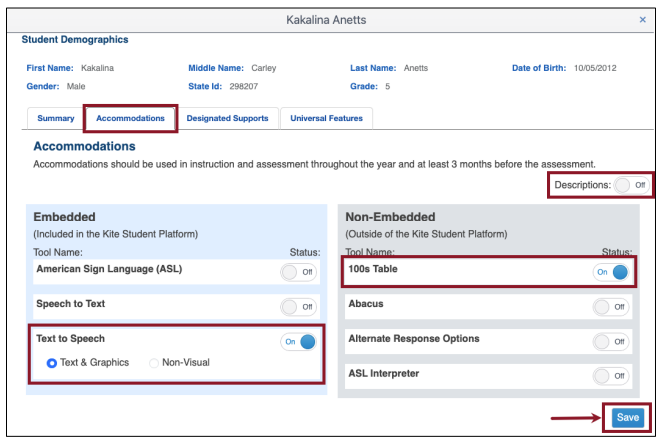 Kakalina Anetts ×
Student Demographics
First Name: Kakalina Middle Name: Carley Last Name: Anetts Date of Birth: 10/05/2012
Gender: Male State Id: 298207 Grade: 5
Summary Accommodations Designated Supports Universal Features
Accommodations
Accommodations should be used in instruction and assessment throughout the year and at least 3 months before the assessment.
Descriptions: Off
Embedded
(Included in the Kite Student Platform)
Tool Name: Status:
American Sign Language (ASL) Off
Speech to Text Off
Text to Speech On
Text & Graphics Non-Visual
Non-Embedded
(Outside of the Kite Student Platform)
Tool Name: Status:
100s Table On
Abacus Off
Alternate Response Options Off
ASL Interpreter Off
Save